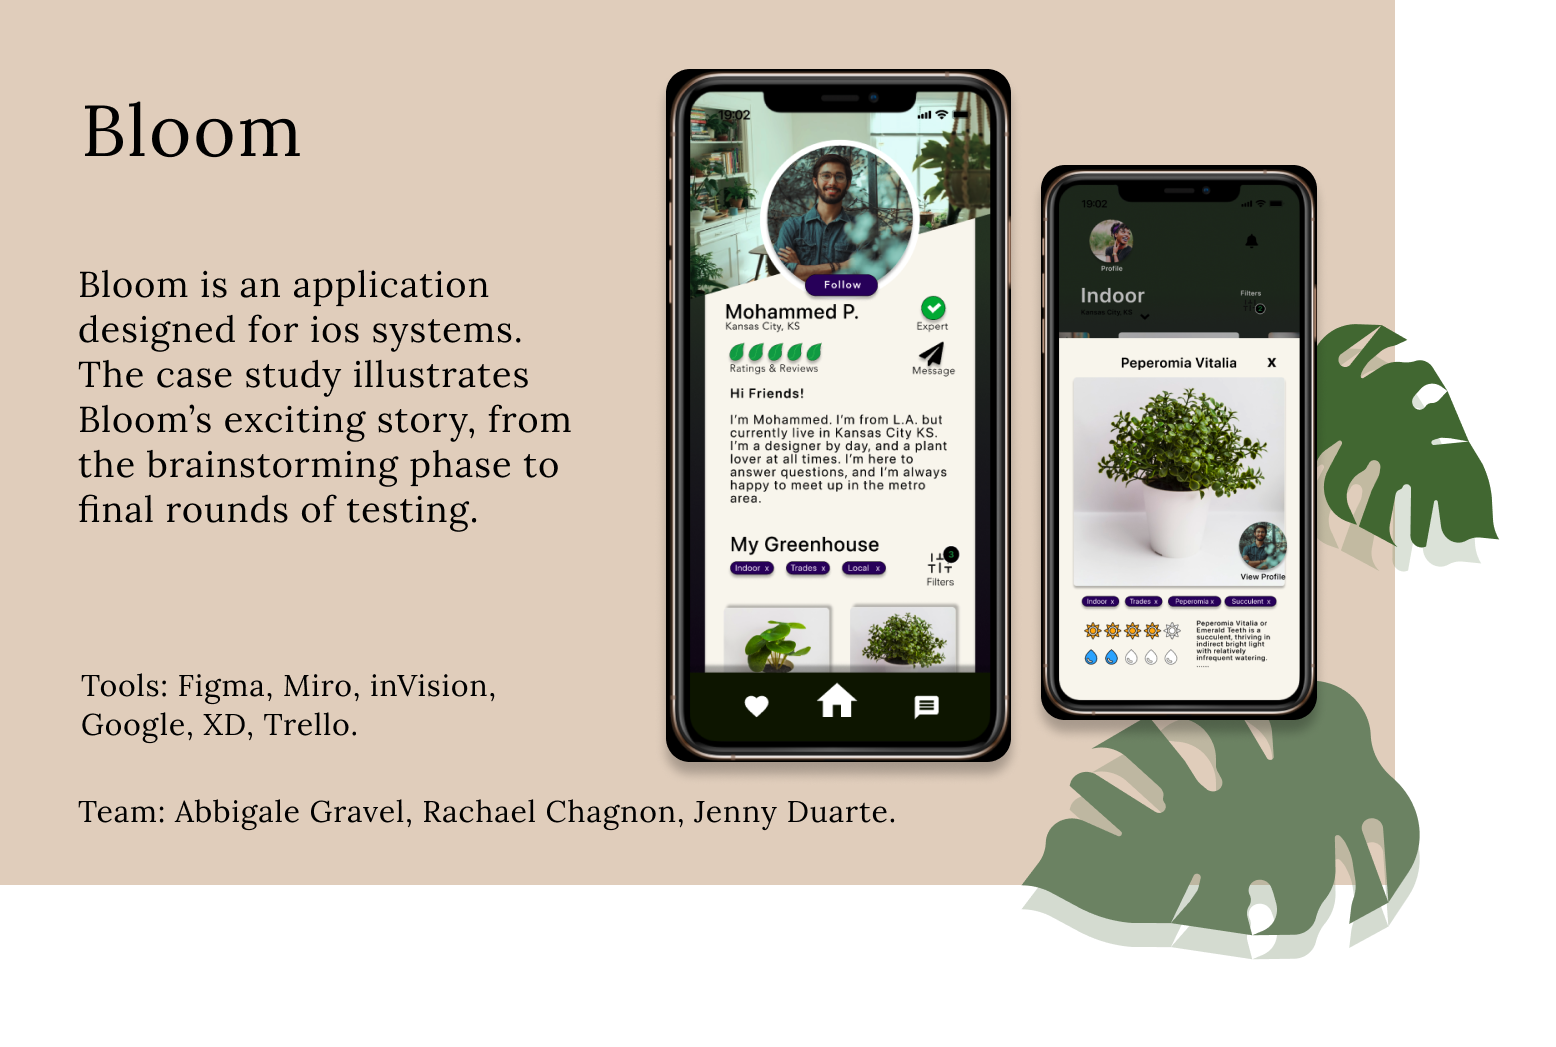 Bloom
Bloom is an application
designed for ios systems.
The case study illustrates
Bloom’s exciting story, from
the brainstorming phase to
final rounds of testing.
Tools: Figma, Miro, inVision,
Google, XD, Trello.
Team: Abbigale Gravel, Rachael Chagnon, Jenny Duarte.
19:02
Follow
Mohammed P.
Kansas City, KS
Expert
Ratings & Reviews
Message
Hi Friends!
I’m Mohammed. I’m from L.A. but
currently live in Kansas City KS.
I’m a designer by day, and a plant
lover at all times. I’m here to
answer questions, and I’m always
happy to meet up in the metro
area.
My Greenhouse
Indoor x Trades x Local x
3
Filters
19:02
Profile
Indoor
Kansas City, KS
Filters
2
Peperomia Vitalia X
View Profile
Indoor x Trades x Peperomia x Succulent x
Peperomia Vitalia or
Emerald Teeth is a
succulent, thriving in
indirect bright light
with relatively
infrequent watering.
......